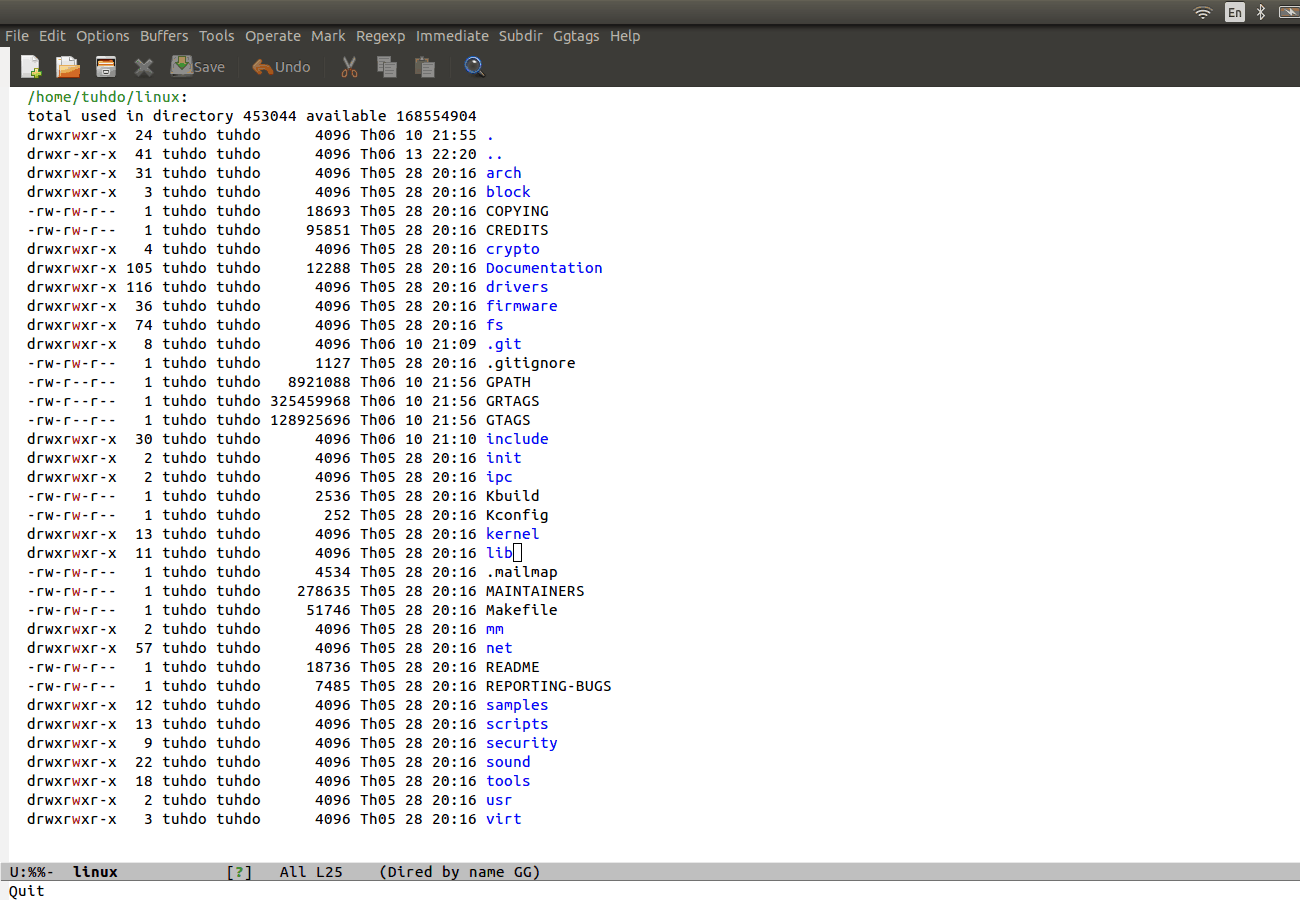 En
File Edit Options Buffers Tools Operate Mark Regexp Immediate Subdir Ggtags Help
Save Undo
/home/tuhdo/linux:
total used in directory 453044 available 168554904
drwxrwxr-x  24 tuhdo tuhdo      4096 Th06 10 21:55 .
drwxr-xr-x  41 tuhdo tuhdo      4096 Th06 13 22:20 ..
drwxrwxr-x  31 tuhdo tuhdo      4096 Th05 28 20:16 arch
drwxrwxr-x   3 tuhdo tuhdo      4096 Th05 28 20:16 block
-rw-rw-r--   1 tuhdo tuhdo     18693 Th05 28 20:16 COPYING
-rw-rw-r--   1 tuhdo tuhdo     95851 Th05 28 20:16 CREDITS
drwxrwxr-x   4 tuhdo tuhdo      4096 Th05 28 20:16 crypto
drwxrwxr-x 105 tuhdo tuhdo     12288 Th05 28 20:16 Documentation
drwxrwxr-x 116 tuhdo tuhdo      4096 Th05 28 20:16 drivers
drwxrwxr-x  36 tuhdo tuhdo      4096 Th05 28 20:16 firmware
drwxrwxr-x  74 tuhdo tuhdo      4096 Th05 28 20:16 fs
drwxrwxr-x   8 tuhdo tuhdo      4096 Th06 10 21:09 .git
-rw-rw-r--   1 tuhdo tuhdo      1127 Th05 28 20:16 .gitignore
-rw-r--r--   1 tuhdo tuhdo   8921088 Th06 10 21:56 GPATH
-rw-r--r--   1 tuhdo tuhdo 325459968 Th06 10 21:56 GRTAGS
-rw-r--r--   1 tuhdo tuhdo 128925696 Th06 10 21:56 GTAGS
drwxrwxr-x  30 tuhdo tuhdo      4096 Th06 10 21:10 include
drwxrwxr-x   2 tuhdo tuhdo      4096 Th05 28 20:16 init
drwxrwxr-x   2 tuhdo tuhdo      4096 Th05 28 20:16 ipc
-rw-rw-r--   1 tuhdo tuhdo      2536 Th05 28 20:16 Kbuild
-rw-rw-r--   1 tuhdo tuhdo       252 Th05 28 20:16 Kconfig
drwxrwxr-x  13 tuhdo tuhdo      4096 Th05 28 20:16 kernel
drwxrwxr-x  11 tuhdo tuhdo      4096 Th05 28 20:16 lib
-rw-rw-r--   1 tuhdo tuhdo      4534 Th05 28 20:16 .mailmap
-rw-rw-r--   1 tuhdo tuhdo    278635 Th05 28 20:16 MAINTAINERS
-rw-rw-r--   1 tuhdo tuhdo     51746 Th05 28 20:16 Makefile
drwxrwxr-x   2 tuhdo tuhdo      4096 Th05 28 20:16 mm
drwxrwxr-x  57 tuhdo tuhdo      4096 Th05 28 20:16 net
-rw-rw-r--   1 tuhdo tuhdo     18736 Th05 28 20:16 README
-rw-rw-r--   1 tuhdo tuhdo      7485 Th05 28 20:16 REPORTING-BUGS
drwxrwxr-x  12 tuhdo tuhdo      4096 Th05 28 20:16 samples
drwxrwxr-x  13 tuhdo tuhdo      4096 Th05 28 20:16 scripts
drwxrwxr-x   9 tuhdo tuhdo      4096 Th05 28 20:16 security
drwxrwxr-x  22 tuhdo tuhdo      4096 Th05 28 20:16 sound
drwxrwxr-x  18 tuhdo tuhdo      4096 Th05 28 20:16 tools
drwxrwxr-x   2 tuhdo tuhdo      4096 Th05 28 20:16 usr
drwxrwxr-x   3 tuhdo tuhdo      4096 Th05 28 20:16 virt
U:%%-  linux            [?]   All L25    (Dired by name GG)
Quit